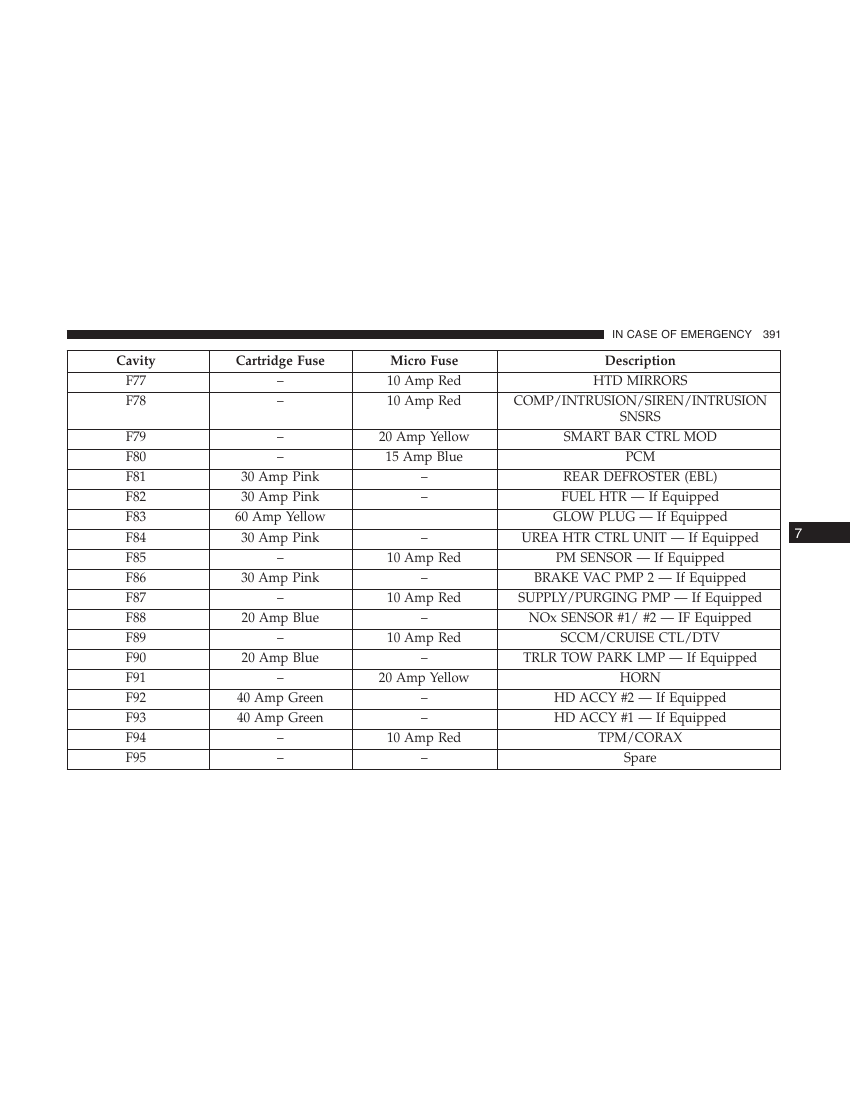 IN CASE OF EMERGENCY 391
Cavity Cartridge Fuse Micro Fuse Description
F77 – 10 Amp Red HTD MIRRORS
F78 – 10 Amp Red COMP/INTRUSION/SIREN/INTRUSION
SNSRS
F79 – 20 Amp Yellow SMART BAR CTRL MOD
F80 – 15 Amp Blue PCM
F81 30 Amp Pink – REAR DEFROSTER (EBL)
F82 30 Amp Pink – FUEL HTR — If Equipped
F83 60 Amp Yellow GLOW PLUG — If Equipped
F84 30 Amp Pink – UREA HTR CTRL UNIT — If Equipped
F85 – 10 Amp Red PM SENSOR — If Equipped
F86 30 Amp Pink – BRAKE VAC PMP 2 — If Equipped
F87 – 10 Amp Red SUPPLY/PURGING PMP — If Equipped
F88 20 Amp Blue – NOx SENSOR #1/ #2 — IF Equipped
F89 – 10 Amp Red SCCM/CRUISE CTL/DTV
F90 20 Amp Blue – TRLR TOW PARK LMP — If Equipped
F91 – 20 Amp Yellow HORN
F92 40 Amp Green – HD ACCY #2 — If Equipped
F93 40 Amp Green – HD ACCY #1 — If Equipped
F94 – 10 Amp Red TPM/CORAX
F95 – – Spare
7